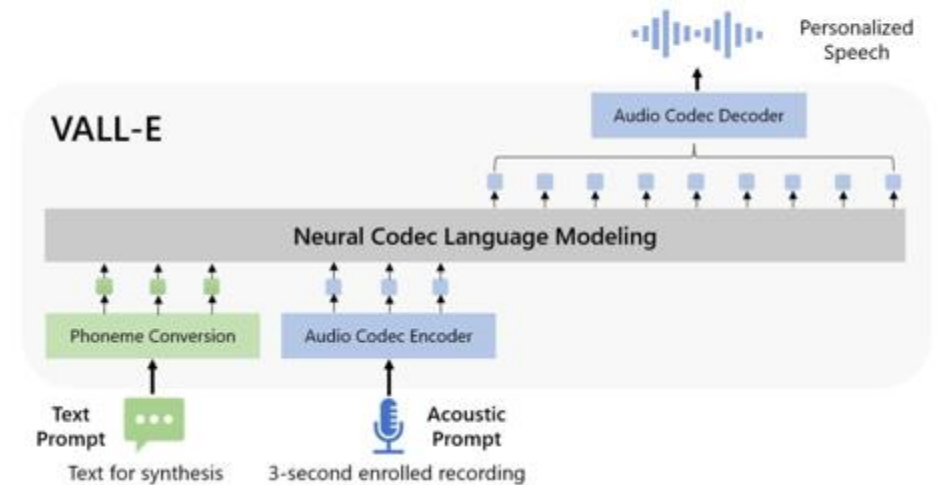 Personalized
Speech
Audio Codec Decoder
VALL-E
Neural Codec Language Modeling
Phoneme Conversion
Audio Codec Encoder
Text
Prompt
Acoustic
Prompt
Text for synthesis
3-second enrolled recording